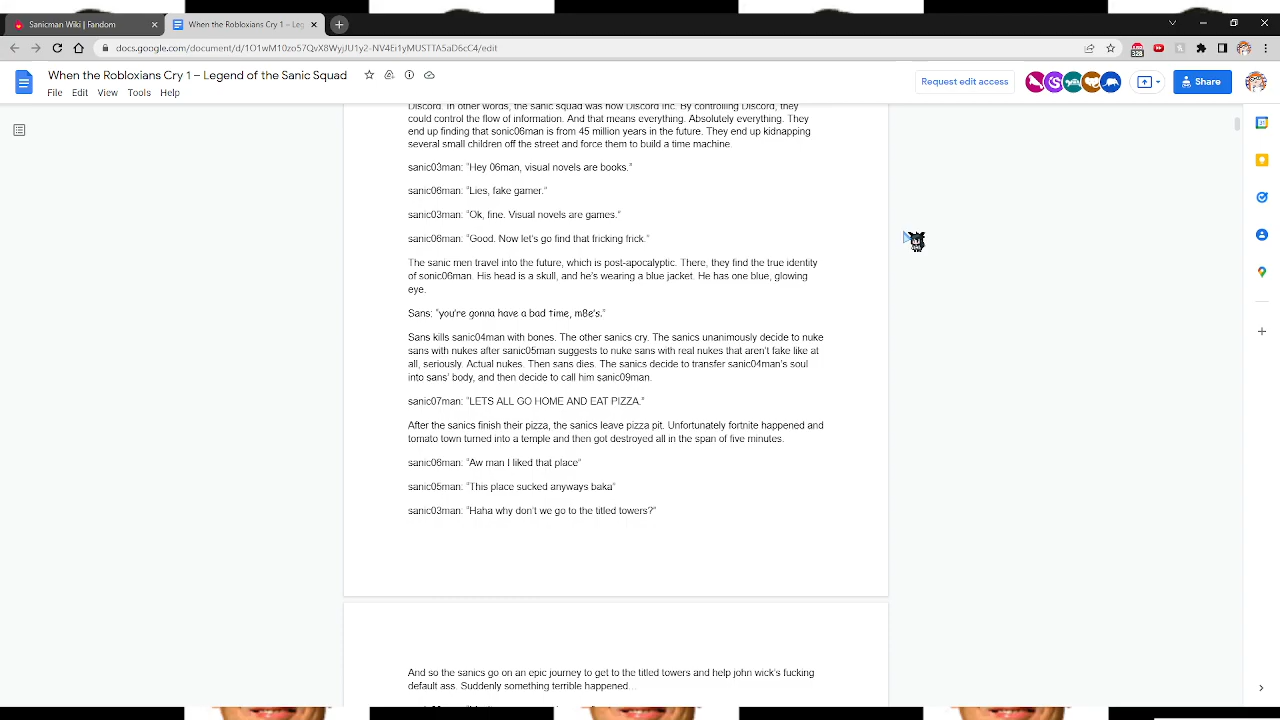 Sanicman Wiki | Fandom
When the Robloxians Cry 1 – Leg
docs.google.com/document/d/1O1wM10zo57QvX8WyjJU1y2-NV4Ei1yMUSTTA5aD6cC4/edit
When the Robloxians Cry 1 – Legend of the Sanic Squad
File Edit View Tools Help
Request edit access
Share
Discord. In other words, the sanic squad was now Discord Inc. By controlling Discord, they
could control the flow of information. And that means everything. Absolutely everything. They
end up finding that sonic06man is from 45 million years in the future. They end up kidnapping
several small children off the street and force them to build a time machine.
sanic03man: “Hey 06man, visual novels are books.”
sanic06man: “Lies, fake gamer.”
sanic03man: “Ok, fine. Visual novels are games.”
sanic06man: “Good. Now let’s go find that fricking frick.”
The sanic men travel into the future, which is post-apocalyptic. There, they find the true identity
of sonic06man. His head is a skull, and he’s wearing a blue jacket. He has one blue, glowing
eye.
Sans: “you’re gonna have a bad time, m8e’s.”
Sans kills sanic04man with bones. The other sanics cry. The sanics unanimously decide to nuke
sans with nukes after sanic05man suggests to nuke sans with real nukes that aren’t fake like at
all, seriously. Actual nukes. Then sans dies. The sanics decide to transfer sanic04man’s soul
into sans’ body, and then decide to call him sanic09man.
sanic07man: “LETS ALL GO HOME AND EAT PIZZA.”
After the sanics finish their pizza, the sanics leave pizza pit. Unfortunately fortnite happened and
tomato town turned into a temple and then got destroyed all in the span of five minutes.
sanic06man: “Aw man I liked that place”
sanic05man: “This place sucked anyways baka”
sanic03man: “Haha why don’t we go to the titled towers?”
And so the sanics go on an epic journey to get to the titled towers and help john wick’s fucking
default ass. Suddenly something terrible happened…